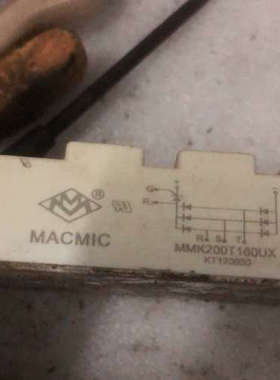 ®
MACMIC
G
R
R S T
MMK200T160UX